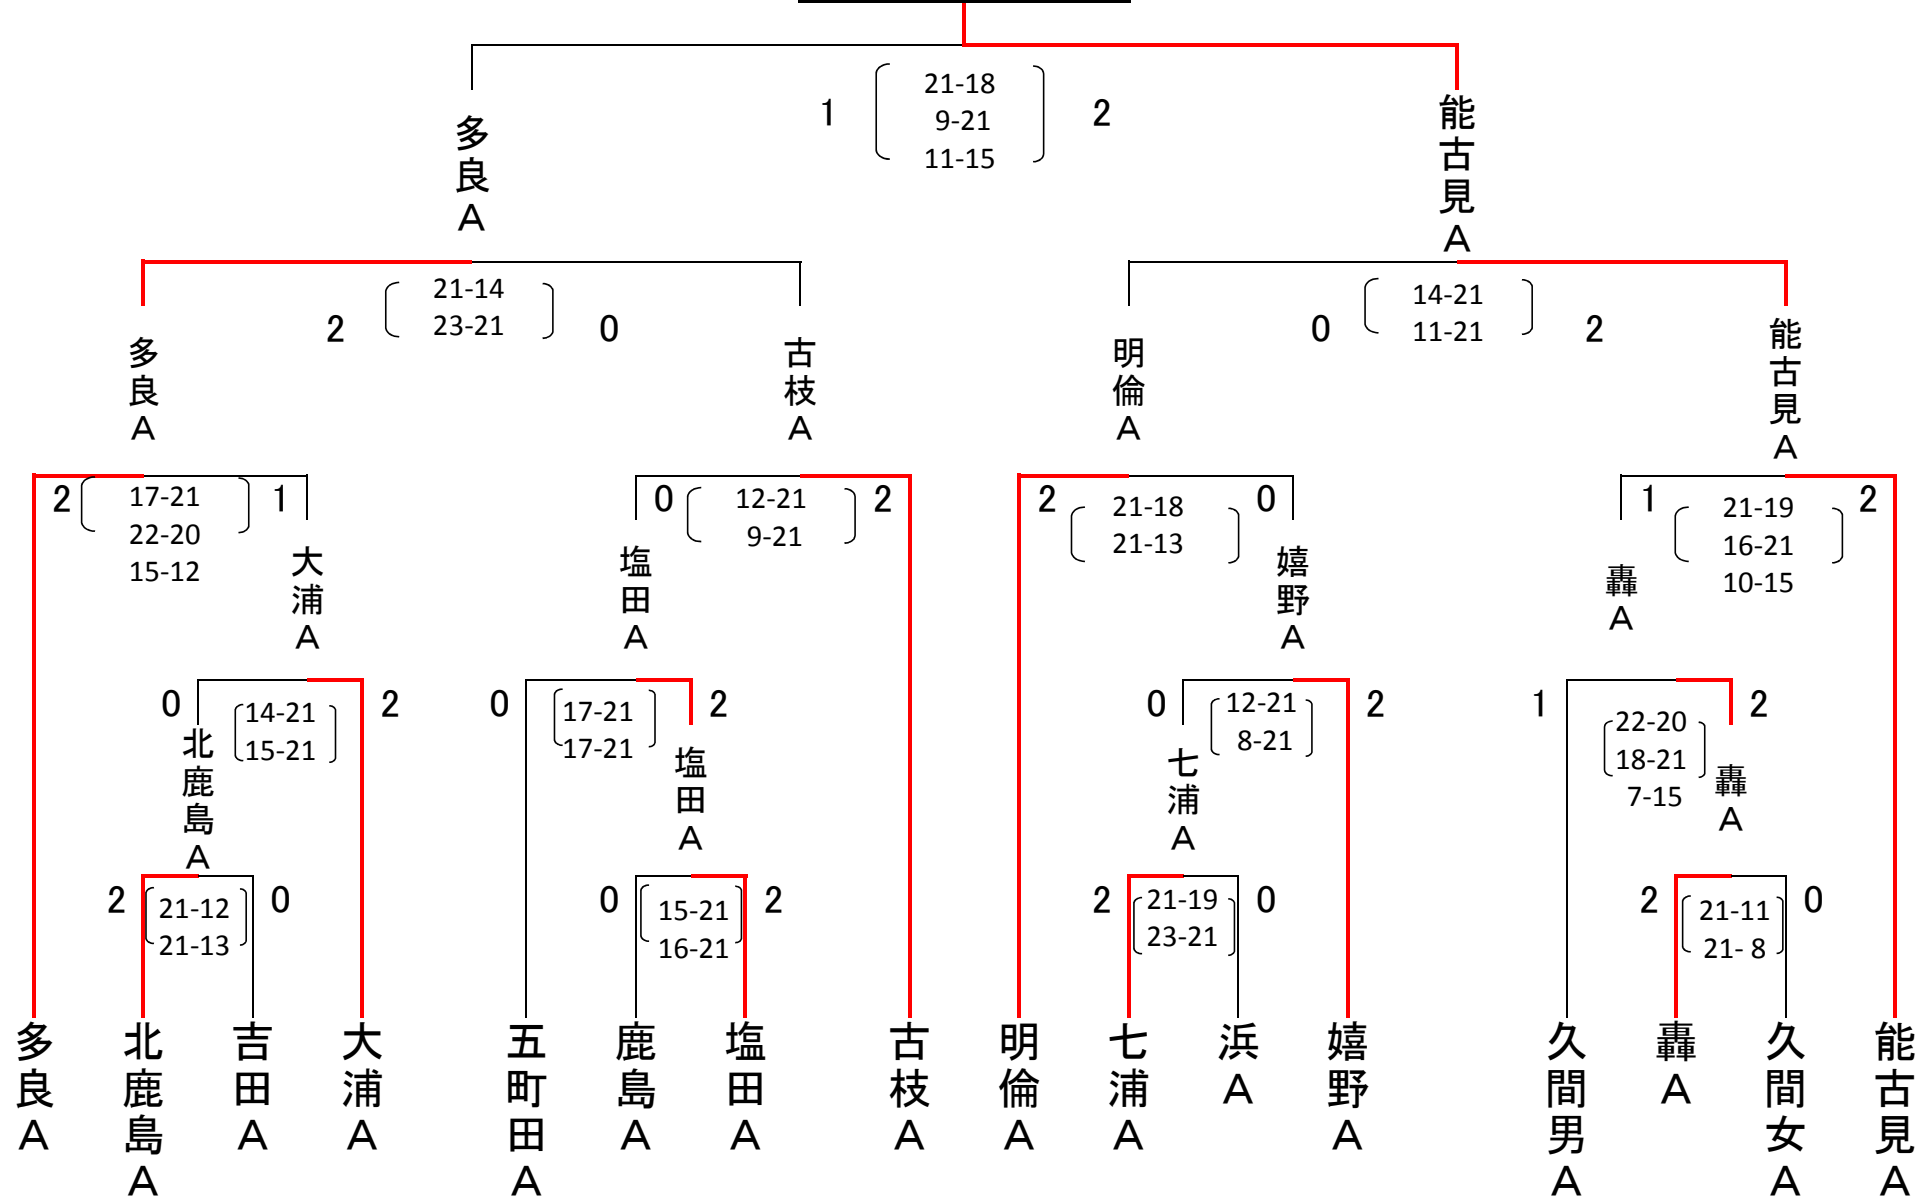 21-18
1
9-21
2
11-15
多良A
能古見A
21-14
23-21
2
0
14-21
11-21
0
2
多良A
古枝A
明倫A
能古見A
2
17-21
22-20
15-12
1
0
12-21
9-21
2
2
21-18
21-13
0
1
21-19
16-21
10-15
2
大浦A
塩田A
嬉野A
轟A
0
14-21
15-21
2
0
17-21
17-21
2
0
12-21
8-21
2
1
22-20
18-21
7-15
2
北鹿島A
塩田A
七浦A
轟A
2
21-12
21-13
0
0
15-21
16-21
2
2
21-19
23-21
0
2
21-11
21- 8
0
多良A
北鹿島A
吉田A
大浦A
五町田A
鹿島A
塩田A
古枝A
明倫A
七浦A
浜A
嬉野A
久間男A
轟A
久間女A
能古見A